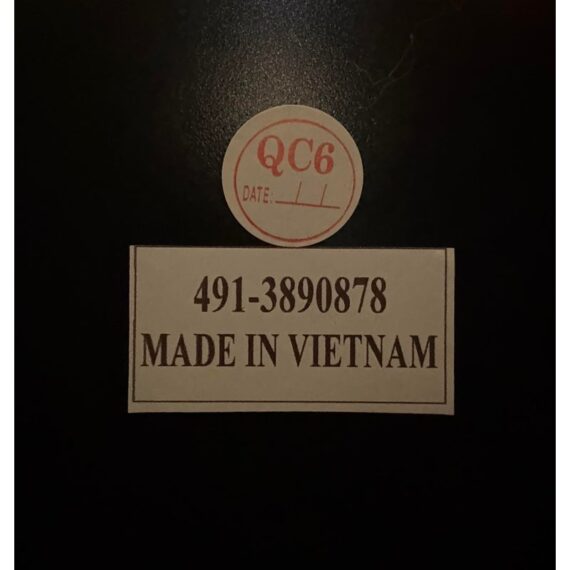 QC6
DATE: / /
491-3890878
MADE IN VIETNAM